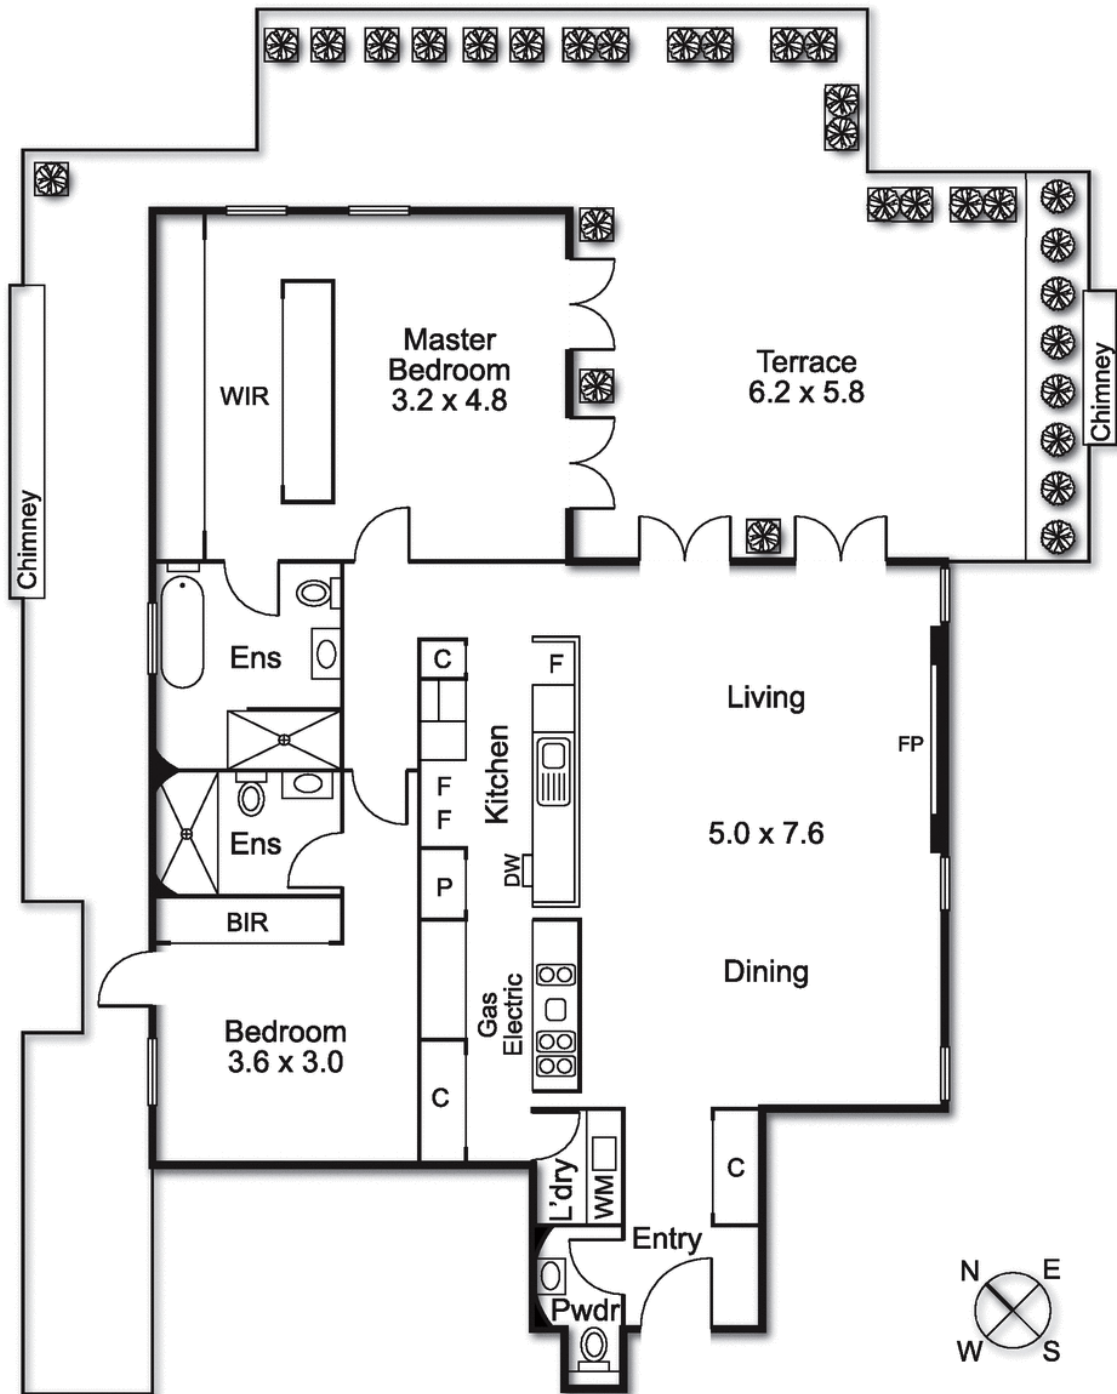 Master
Bedroom
3.2 x 4.8
Terrace
6.2 x 5.8
WIR
Chimney
Chimney
Ens
C
F
Living
Kitchen
FP
F
F
Ens
5.0 x 7.6
DW
P
BIR
Dining
Gas
Electric
Bedroom
3.6 x 3.0
C
L'dry
WM
C
Entry
Pwdr
N
E
W
S